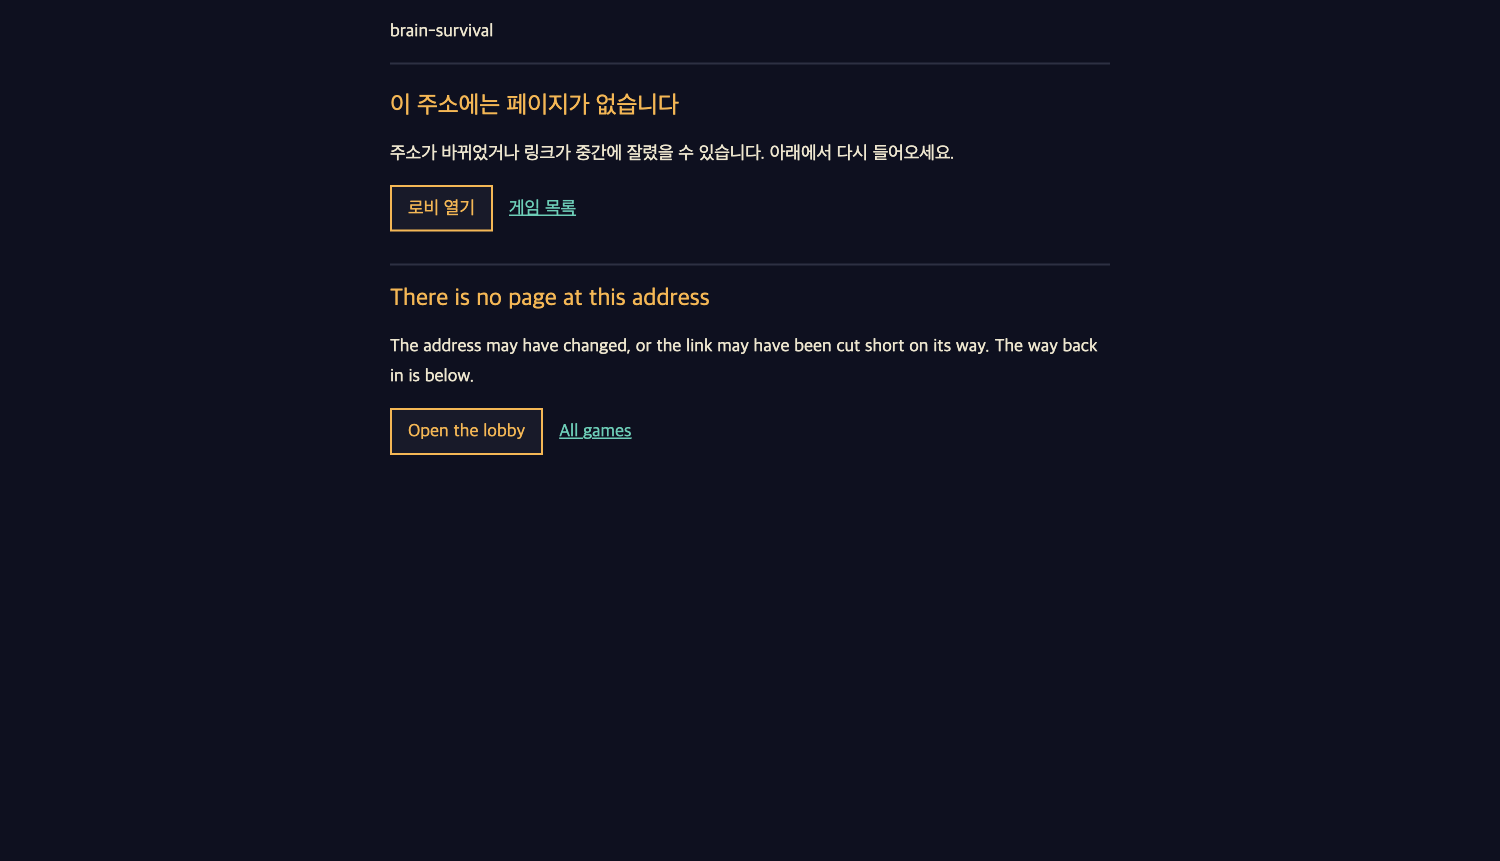 brain-survival
이 주소에는 페이지가 없습니다
주소가 바뀌었거나 링크가 중간에 잘렸을 수 있습니다. 아래에서 다시 들어오세요.
로비 열기 게임 목록
There is no page at this address
The address may have changed, or the link may have been cut short on its way. The way back
in is below.
Open the lobby All games